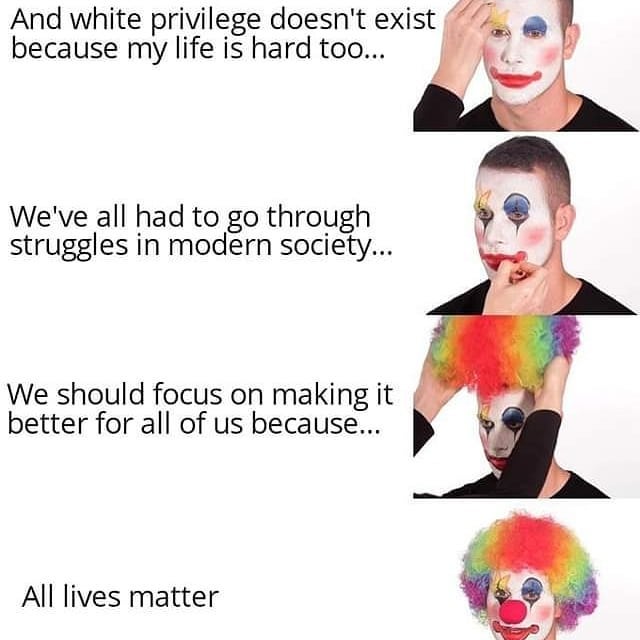 And white privilege doesn't exist
because my life is hard too...
We've all had to go through
struggles in modern society...
We should focus on making it
better for all of us because...
All lives matter